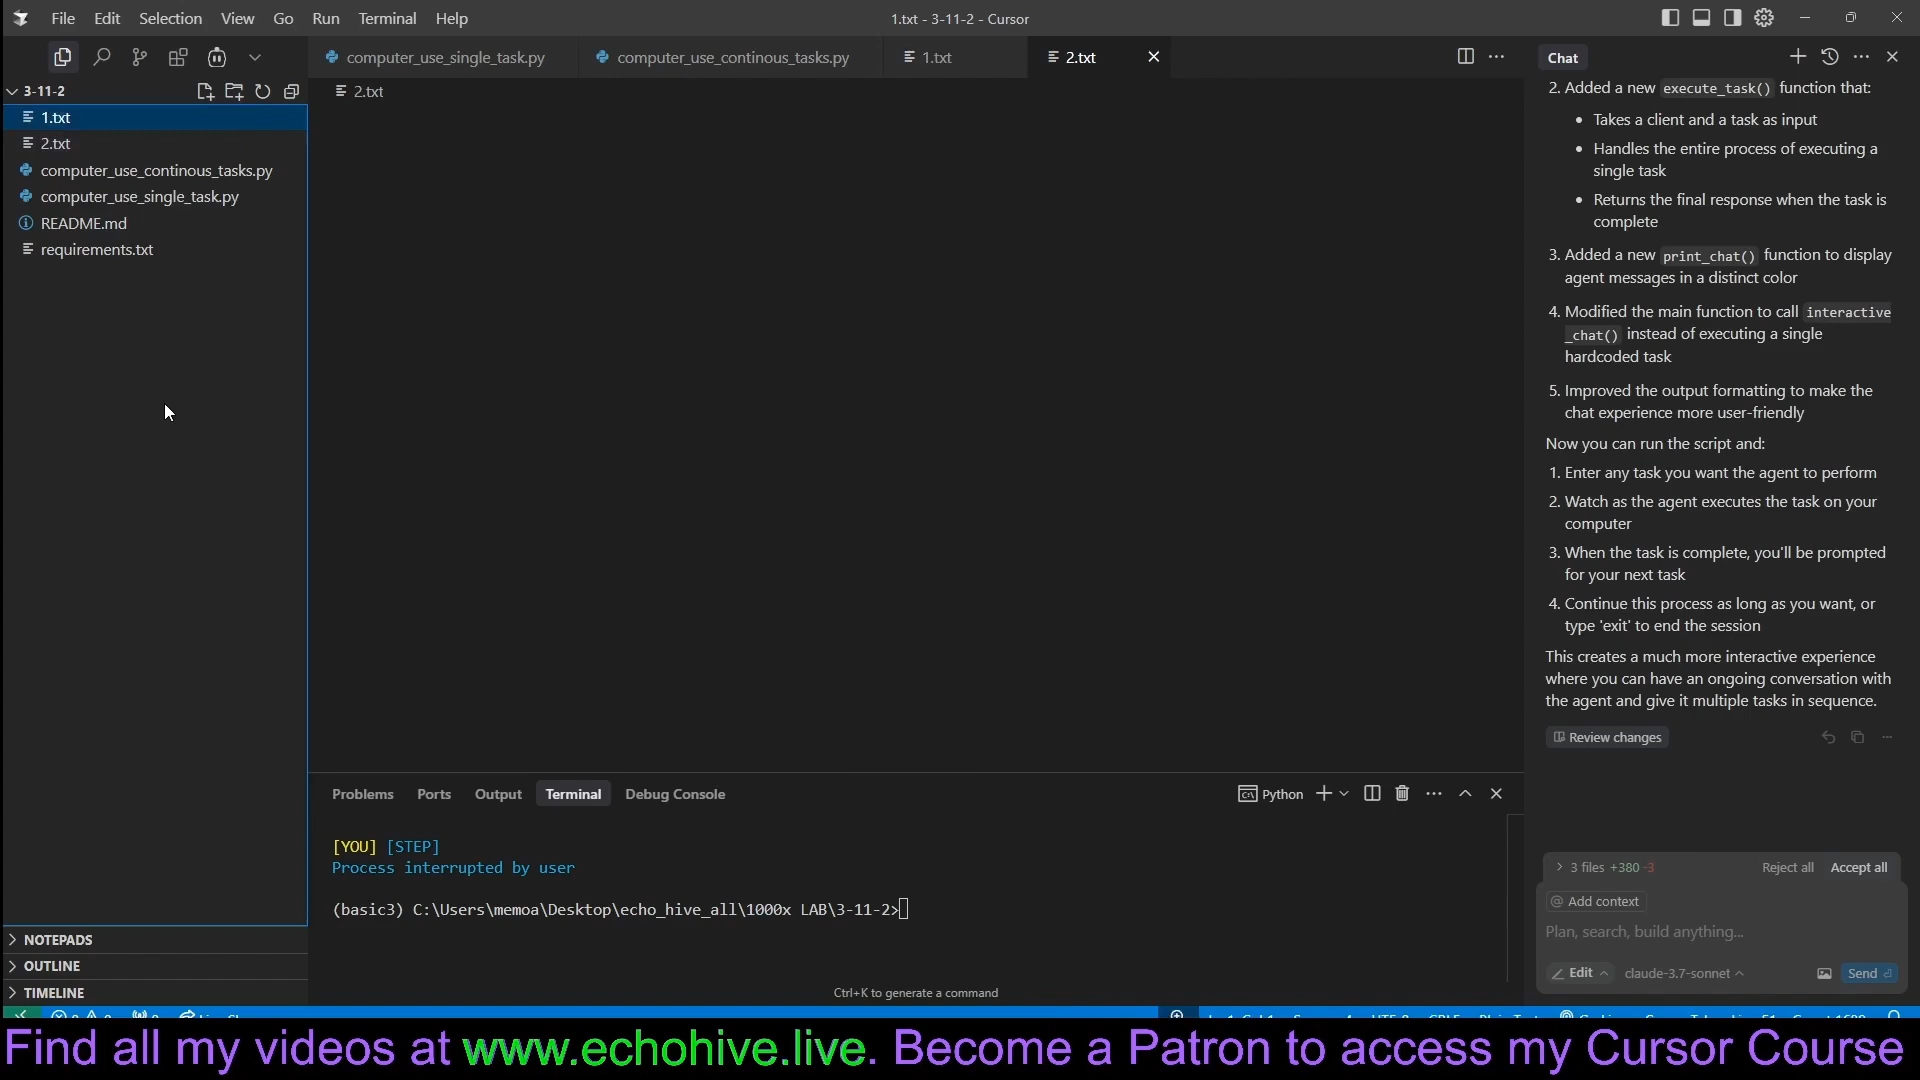 File Edit Selection View Go Run Terminal Help
1.txt - 3-11-2 - Cursor
computer_use_single_task.py
computer_use_continous_tasks.py
1.txt
2.txt
Chat
3-11-2
1.txt
2.txt
computer_use_continous_tasks.py
computer_use_single_task.py
README.md
requirements.txt
NOTEPADS
OUTLINE
TIMELINE
2.txt
Problems Ports Output Terminal Debug Console
Python
[YOU] [STEP]
Process interrupted by user
(basic3) C:\Users\memoa\Desktop\echo_hive_all\1000x LAB\3-11-2>
Ctrl+K to generate a command
2. Added a new execute_task() function that:
• Takes a client and a task as input
• Handles the entire process of executing a
single task
• Returns the final response when the task is
complete
3. Added a new print_chat() function to display
agent messages in a distinct color
4. Modified the main function to call interactive
_chat() instead of executing a single
hardcoded task
5. Improved the output formatting to make the
chat experience more user-friendly
Now you can run the script and:
1. Enter any task you want the agent to perform
2. Watch as the agent executes the task on your
computer
3. When the task is complete, you'll be prompted
for your next task
4. Continue this process as long as you want, or
type 'exit' to end the session
This creates a much more interactive experience
where you can have an ongoing conversation with
the agent and give it multiple tasks in sequence.
Review changes
3 files +380 -3 Reject all Accept all
@ Add context
Plan, search, build anything...
Edit claude-3.7-sonnet Send
Find all my videos at www.echohive.live. Become a Patron to access my Cursor Course